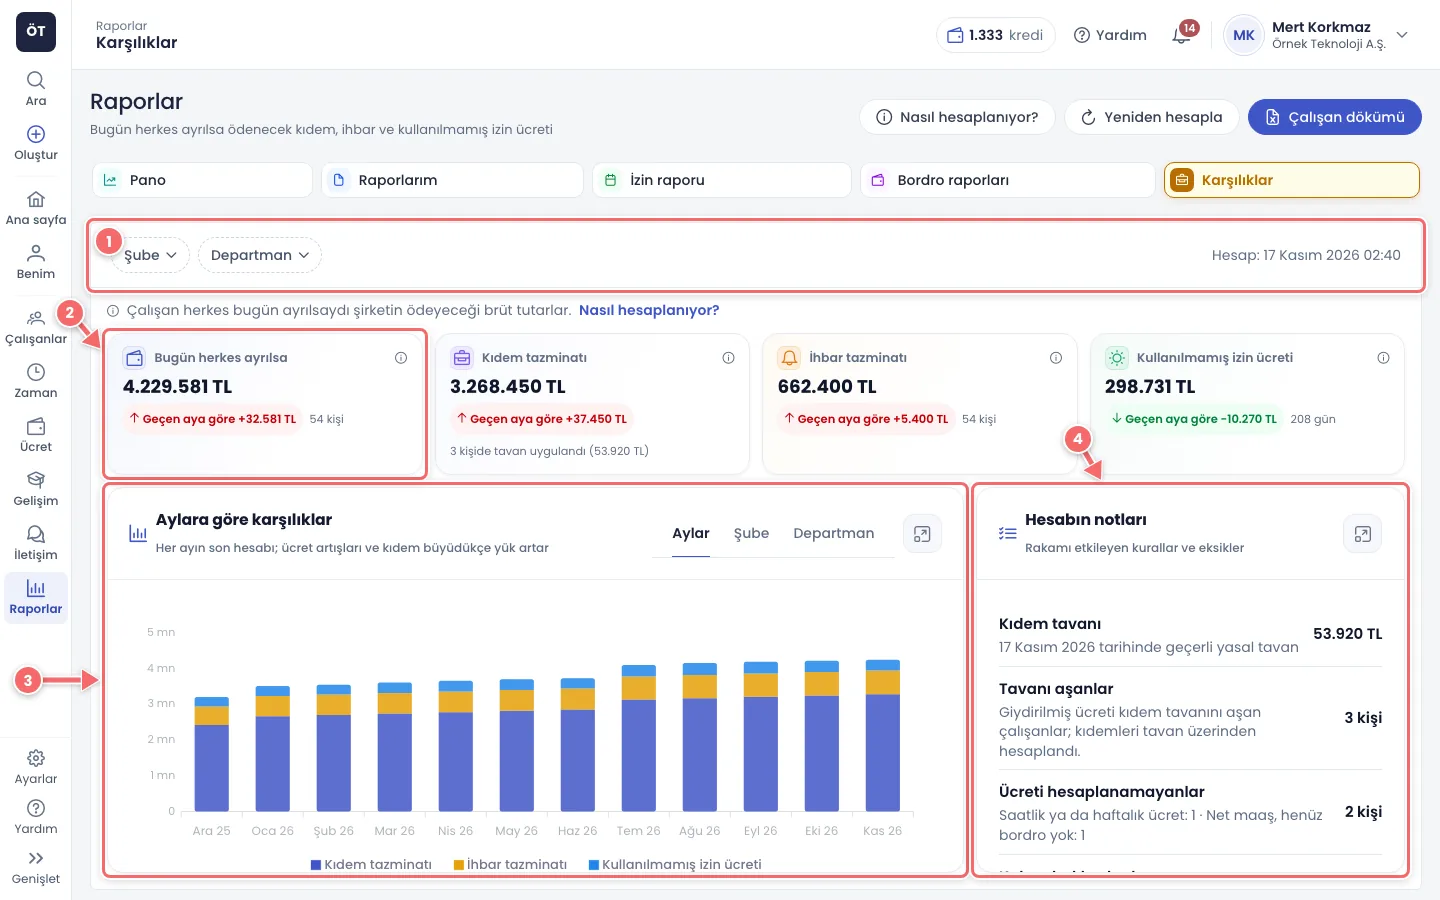 ÖT
Ara
Oluştur
Ana sayfa
Benim
Çalışanlar
Zaman
Ücret
Gelişim
İletişim
Raporlar
Ayarlar
Yardım
Genişlet
Raporlar
Karşılıklar
1.333 kredi
Yardım
14
MK
Mert Korkmaz
Örnek Teknoloji A.Ş.
Raporlar
Bugün herkes ayrılsa ödenecek kıdem, ihbar ve kullanılmamış izin ücreti
Nasıl hesaplanıyor?
Yeniden hesapla
Çalışan dökümü
Pano
Raporlarım
İzin raporu
Bordro raporları
Karşılıklar
1
Şube
Departman
Hesap: 17 Kasım 2026 02:40
2
Çalışan herkes bugün ayrılsaydı şirketin ödeyeceği brüt tutarlar. Nasıl hesaplanıyor?
Bugün herkes ayrılsa
4.229.581 TL
↑ Geçen aya göre +32.581 TL 54 kişi
Kıdem tazminatı
3.268.450 TL
↑ Geçen aya göre +37.450 TL
3 kişide tavan uygulandı (53.920 TL)
İhbar tazminatı
662.400 TL
↑ Geçen aya göre +5.400 TL 54 kişi
Kullanılmamış izin ücreti
298.731 TL
↓ Geçen aya göre -10.270 TL 208 gün
4
3
Aylara göre karşılıklar
Her ayın son hesabı; ücret artışları ve kıdem büyüdükçe yük artar
Aylar
Şube
Departman
5 mn
4 mn
3 mn
2 mn
1 mn
0
Ara 25
Oca 26
Şub 26
Mar 26
Nis 26
May 26
Haz 26
Tem 26
Ağu 26
Eyl 26
Eki 26
Kas 26
Kıdem tazminatı
İhbar tazminatı
Kullanılmamış izin ücreti
Hesabın notları
Rakamı etkileyen kurallar ve eksikler
Kıdem tavanı
17 Kasım 2026 tarihinde geçerli yasal tavan
53.920 TL
Tavanı aşanlar
Giydirilmiş ücreti kıdem tavanını aşan
çalışanlar; kıdemleri tavan üzerinden
hesaplandı.
3 kişi
Ücreti hesaplanamayanlar
Saatlik ya da haftalık ücret: 1 · Net maaş, henüz
bordro yok: 1
2 kişi